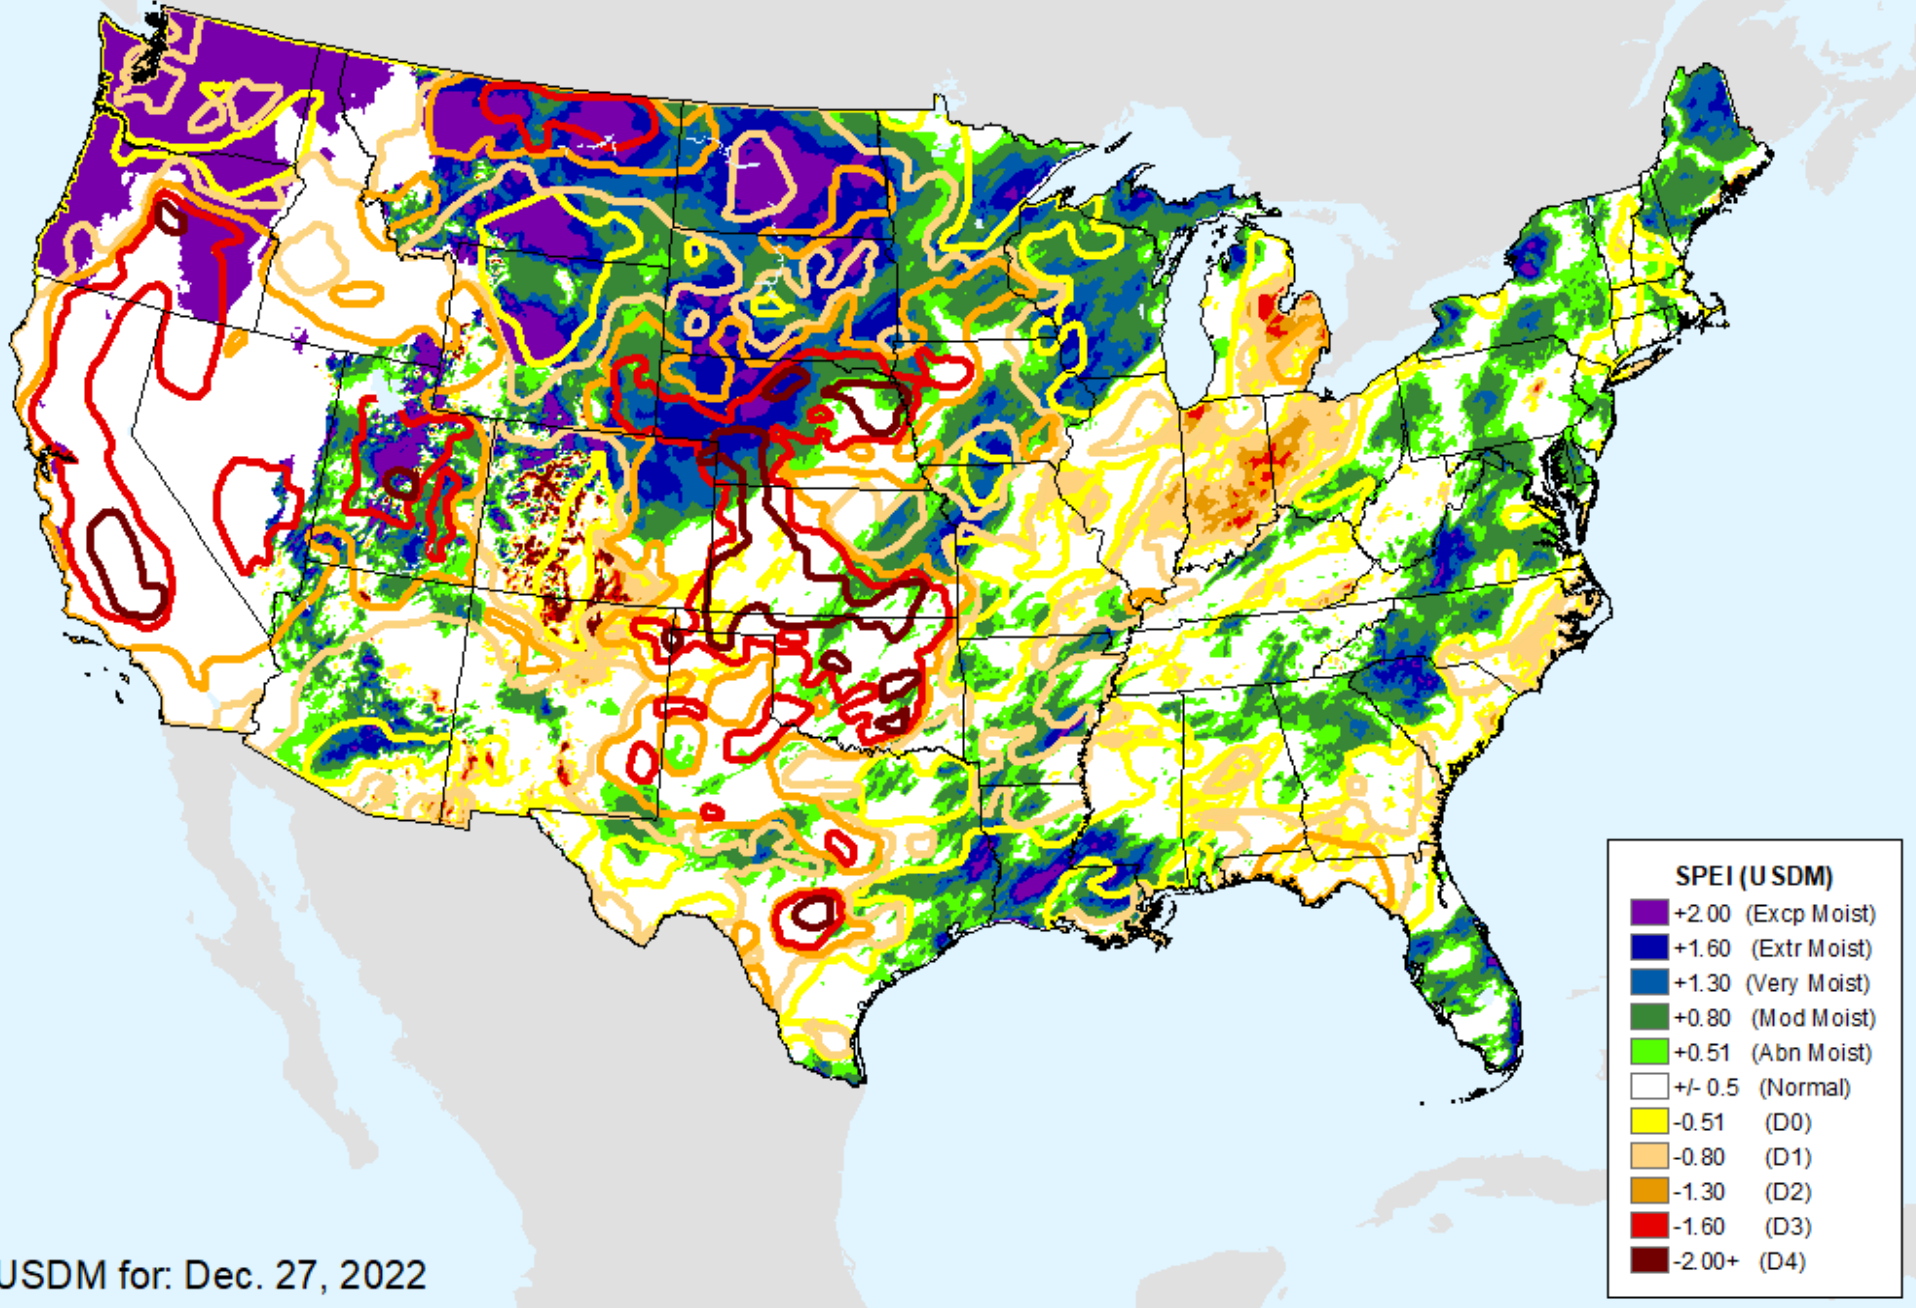 SPEI (USDM)
+2.00 (Excp Moist)
+1.60 (Extr Moist)
+1.30 (Very Moist)
+0.80 (Mod Moist)
+0.51 (Abn Moist)
+/- 0.5 (Normal)
-0.51 (D0)
-0.80 (D1)
-1.30 (D2)
-1.60 (D3)
-2.00+ (D4)
USDM for: Dec. 27, 2022